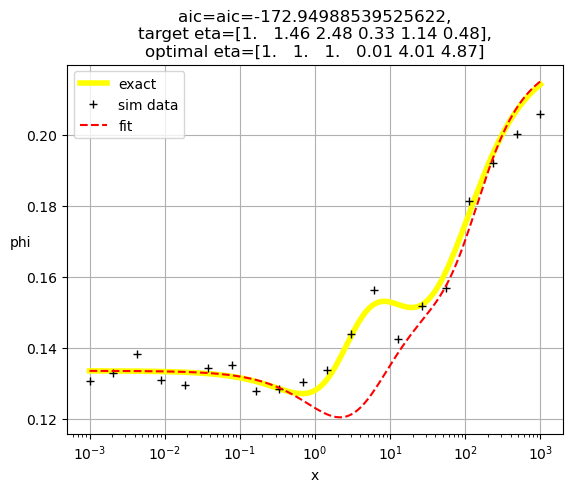 aic=aic=-172.94988539525622,
target eta=[1.   1.46 2.48 0.33 1.14 0.48],
optimal eta=[1.   1.   1.   0.01 4.01 4.87]
exact
sim data
fit
0.20
0.18
phi
0.16
0.14
0.12
10⁻³
10⁻²
10⁻¹
10⁰
10¹
10²
10³
x